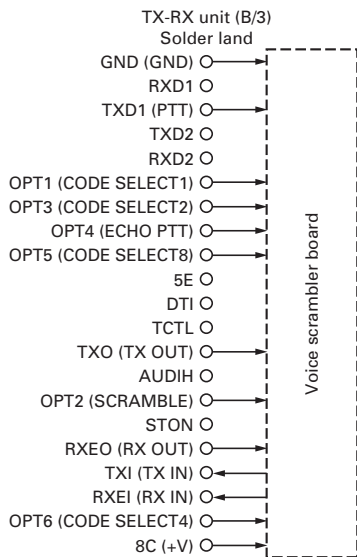 TX-RX unit (B/3)
Solder land
GND (GND)
RXD1
TXD1 (PTT)
TXD2
RXD2
OPT1 (CODE SELECT1)
OPT3 (CODE SELECT2)
OPT4 (ECHO PTT)
OPT5 (CODE SELECT8)
5E
DTI
TCTL
TXO (TX OUT)
AUDIH
OPT2 (SCRAMBLE)
STON
RXEO (RX OUT)
TXI (TX IN)
RXEI (RX IN)
OPT6 (CODE SELECT4)
8C (+V)
Voice scrambler board